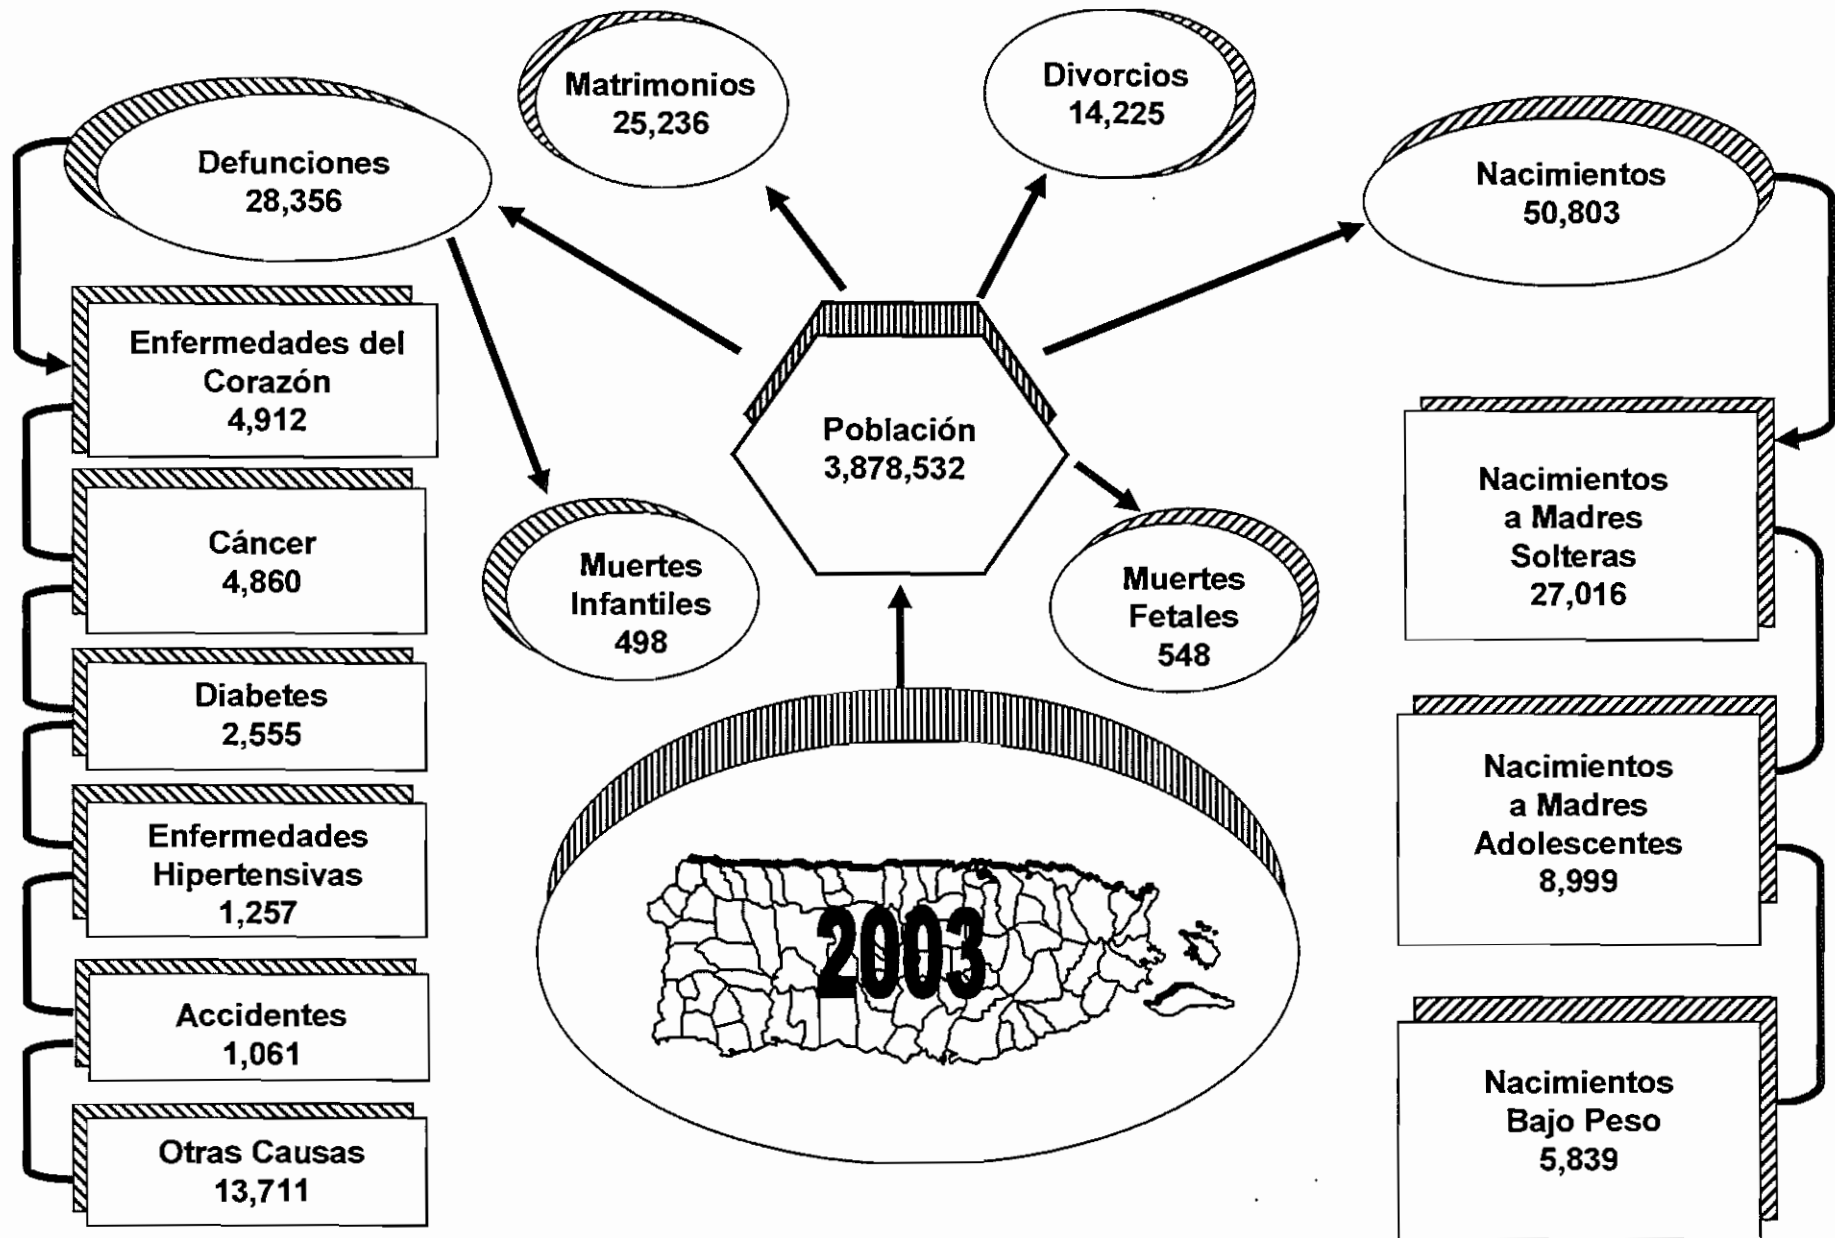 Matrimonios
25,236
Divorcios
14,225
Defunciones
28,356
Nacimientos
50,803
Enfermedades del
Corazón
4,912
Cáncer
4,860
Diabetes
2,555
Enfermedades
Hipertensivas
1,257
Accidentes
1,061
Otras Causas
13,711
Población
3,878,532
Muertes
Infantiles
498
Muertes
Fetales
548
2003
Nacimientos
a Madres
Solteras
27,016
Nacimientos
a Madres
Adolescentes
8,999
Nacimientos
Bajo Peso
5,839